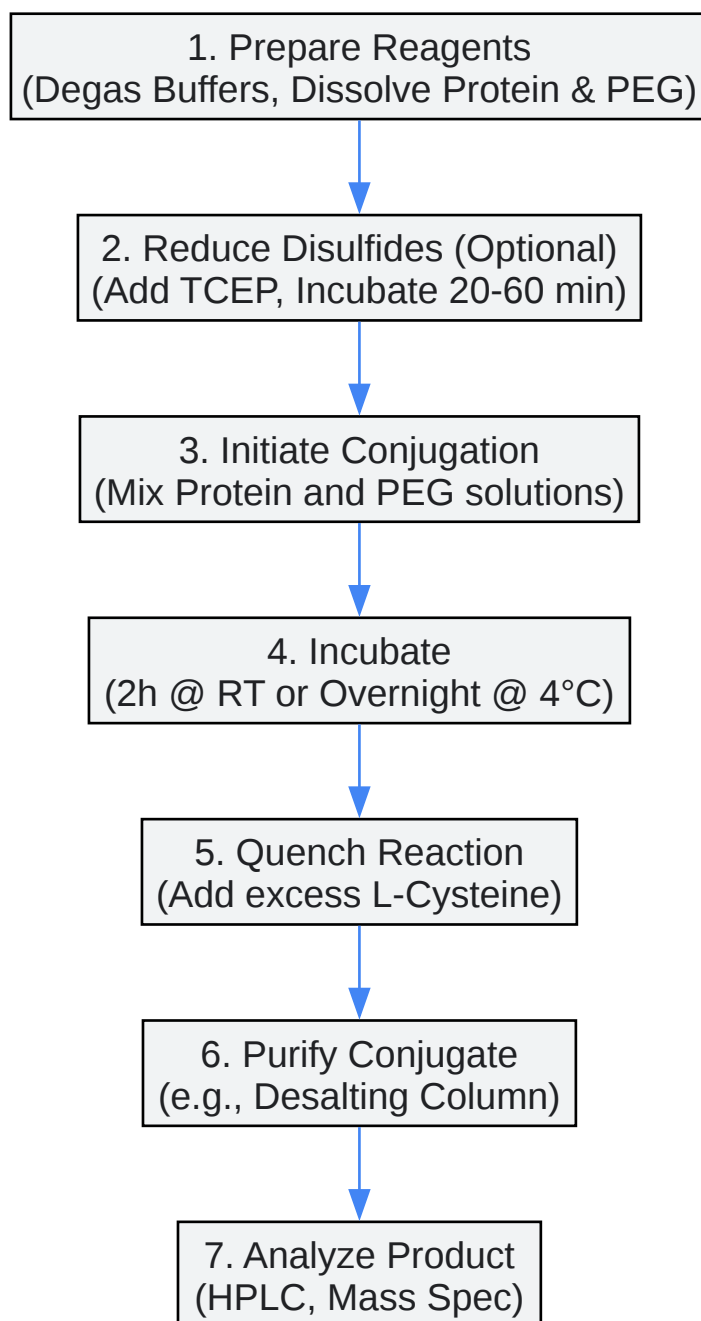 1. Prepare Reagents
(Degas Buffers, Dissolve Protein & PEG)
2. Reduce Disulfides (Optional)
(Add TCEP, Incubate 20-60 min)
3. Initiate Conjugation
(Mix Protein and PEG solutions)
4. Incubate
(2h @ RT or Overnight @ 4°C)
5. Quench Reaction
(Add excess L-Cysteine)
6. Purify Conjugate
(e.g., Desalting Column)
7. Analyze Product
(HPLC, Mass Spec)